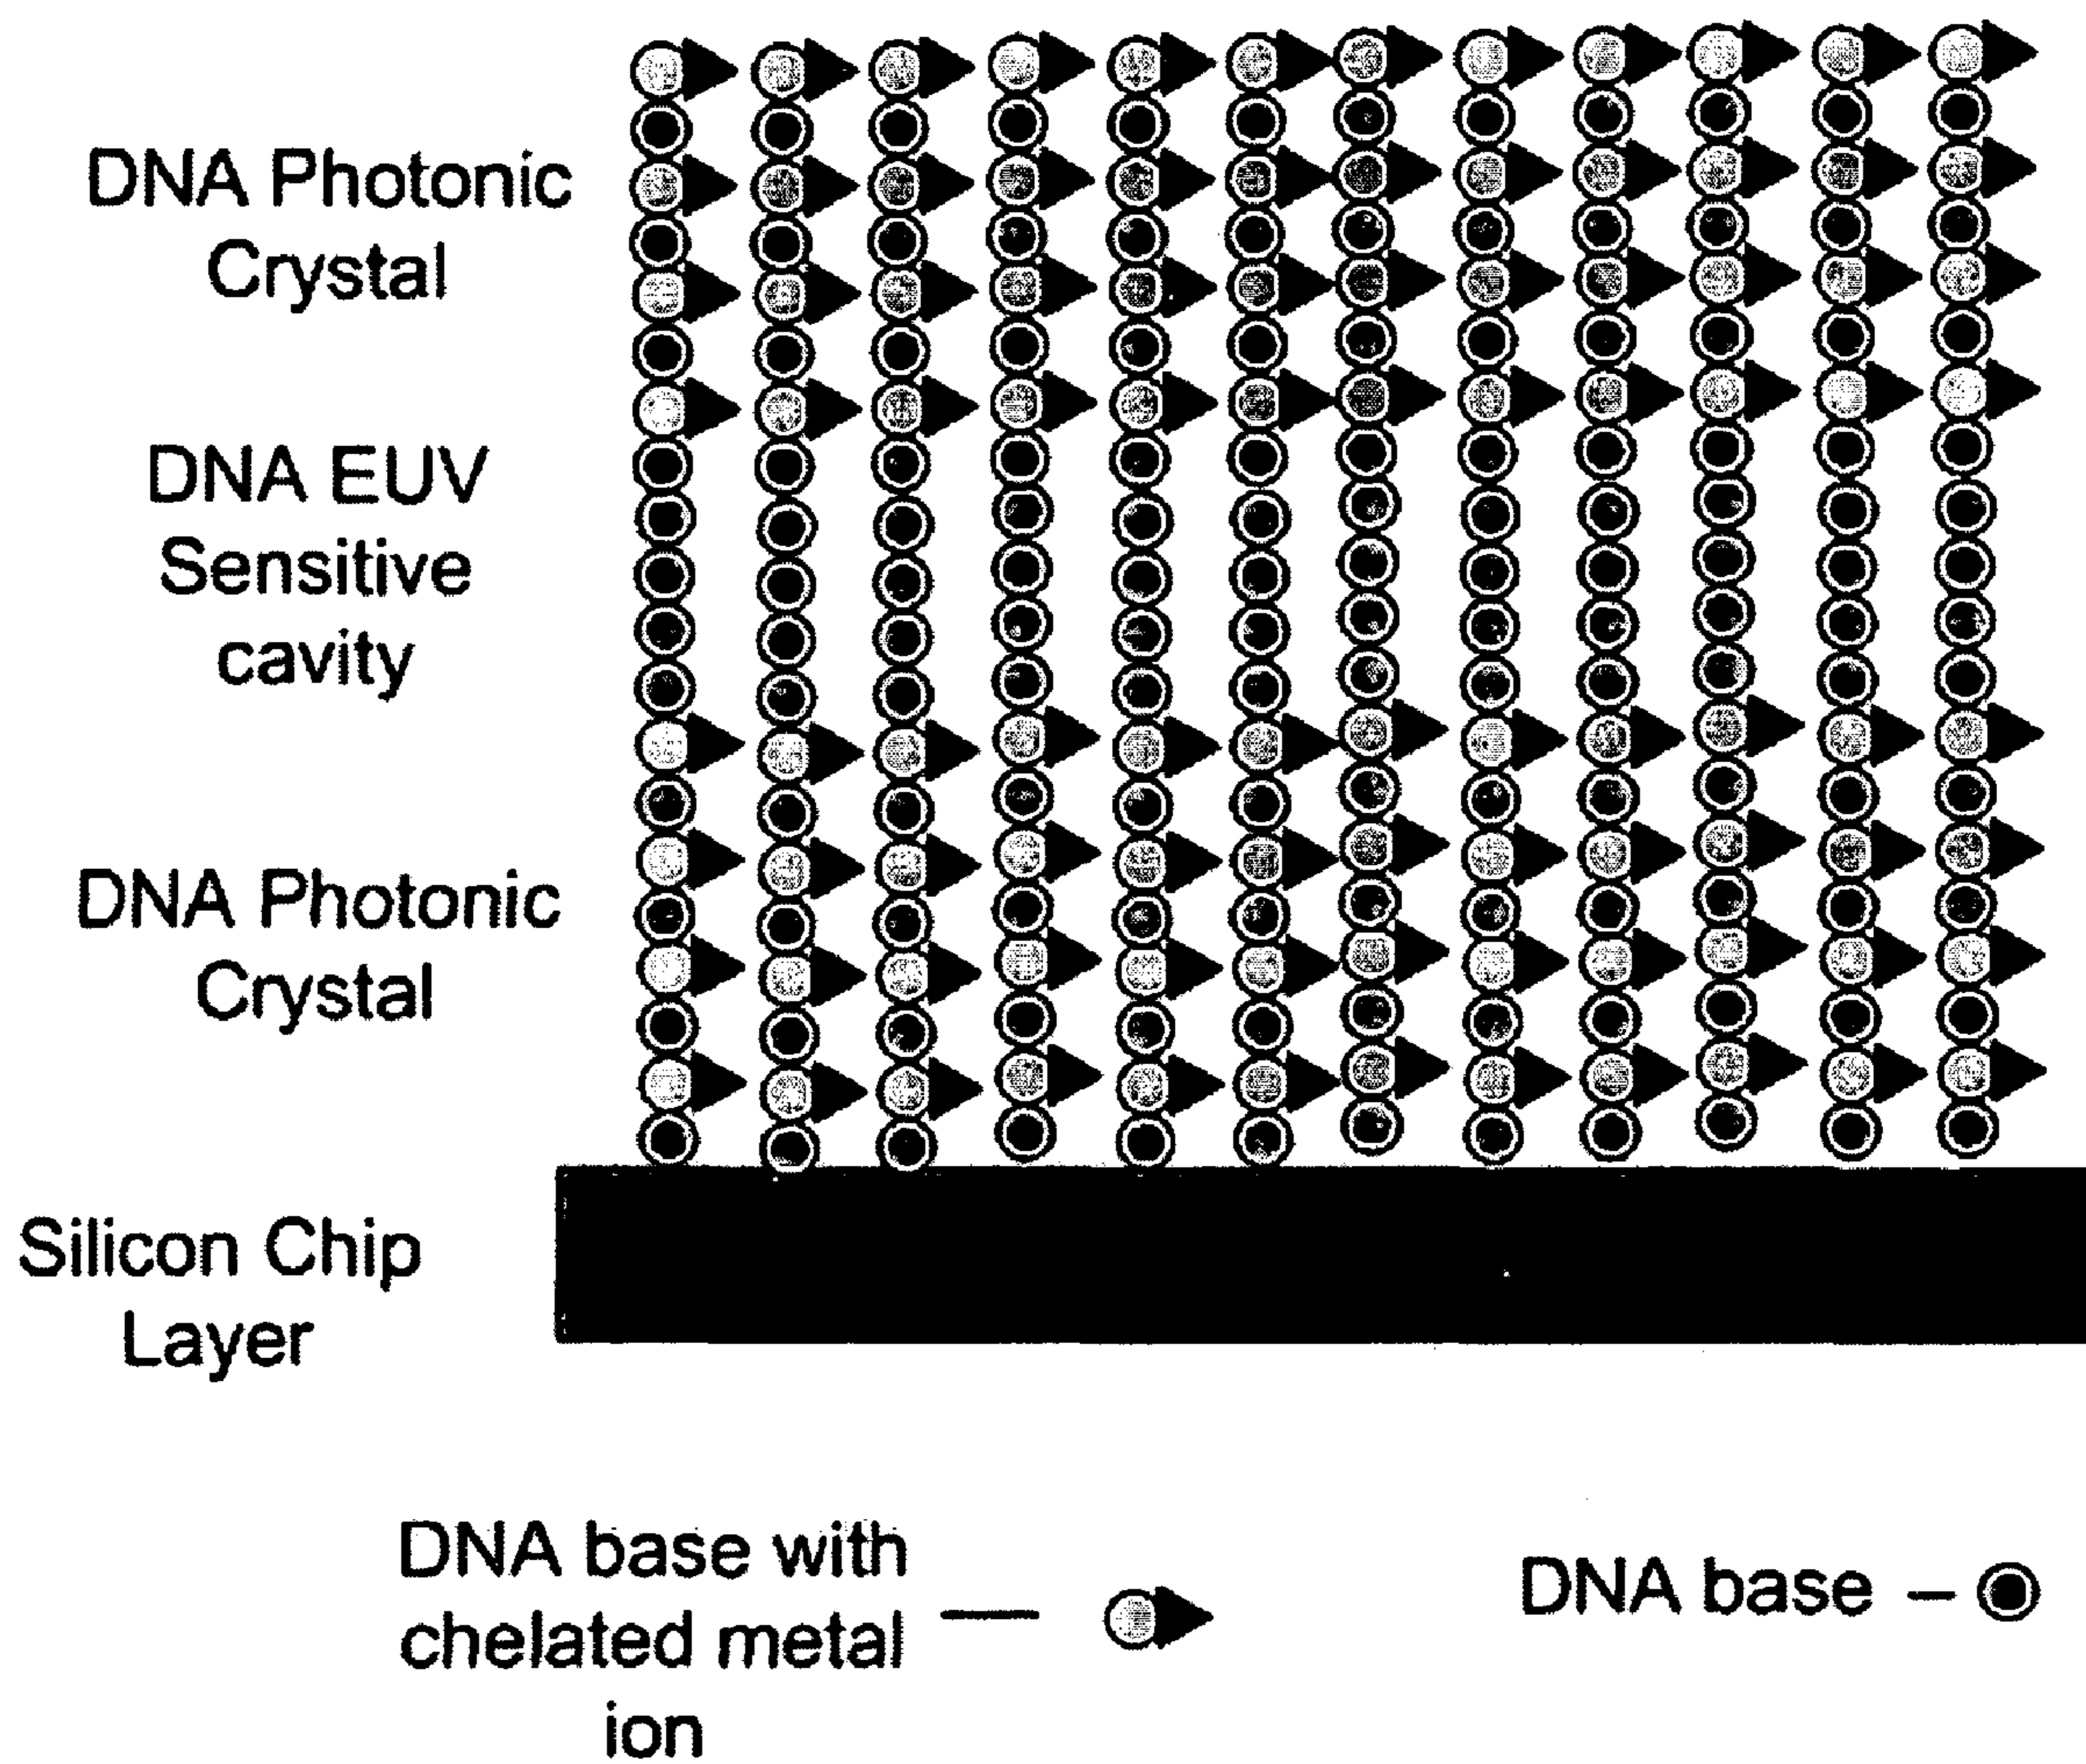 DNA Photonic
Crystal
DNA EUV
Sensitive
cavity
DNA Photonic
Crystal
Silicon Chip
Layer
DNA base with
chelated metal
ion
DNA base